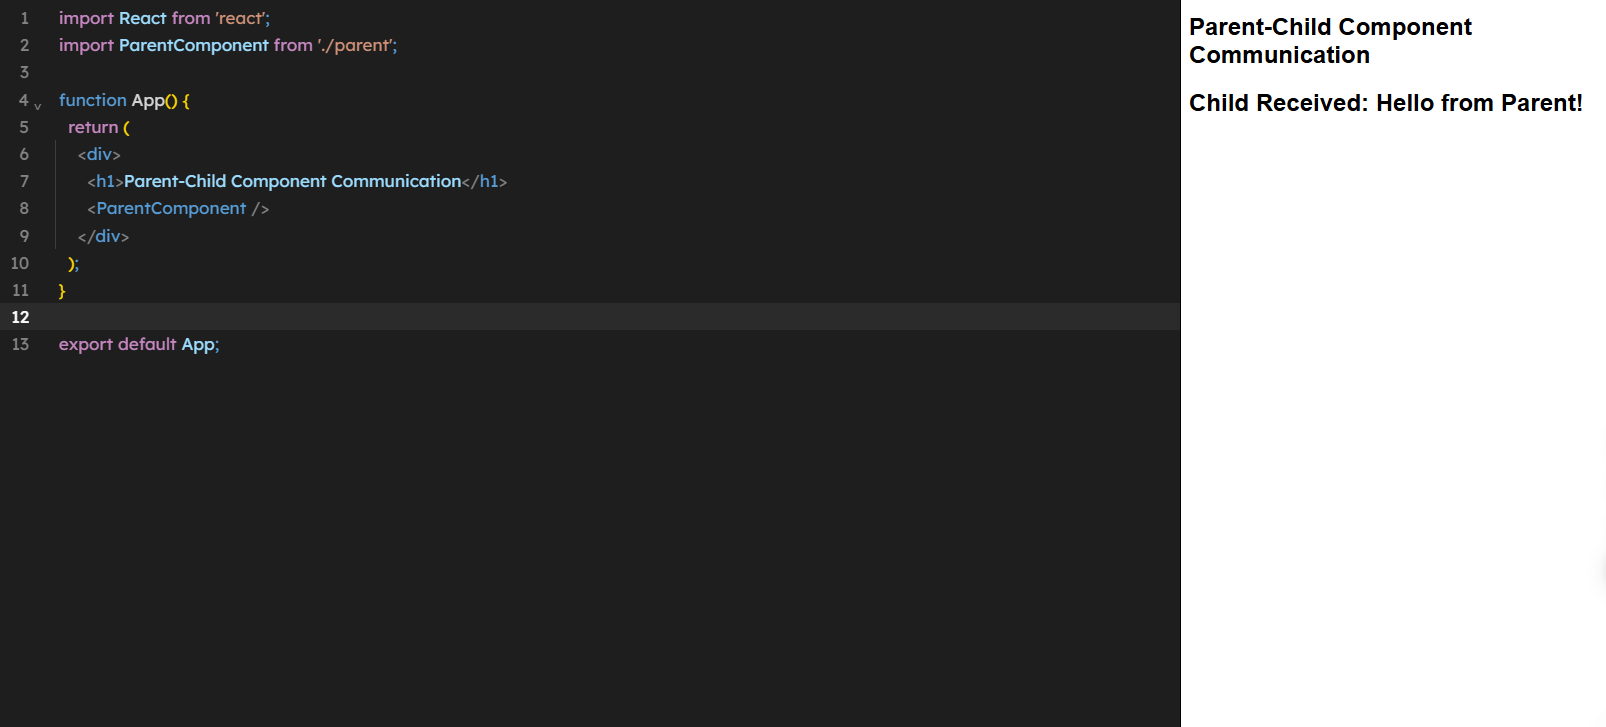 1 import React from 'react';
2 import ParentComponent from './parent';
3
4 function App() {
5 return (
6 <div>
7 <h1>Parent-Child Component Communication</h1>
8 <ParentComponent />
9 </div>
10 );
11 }
12
13 export default App;
Parent-Child Component
Communication
Child Received: Hello from Parent!